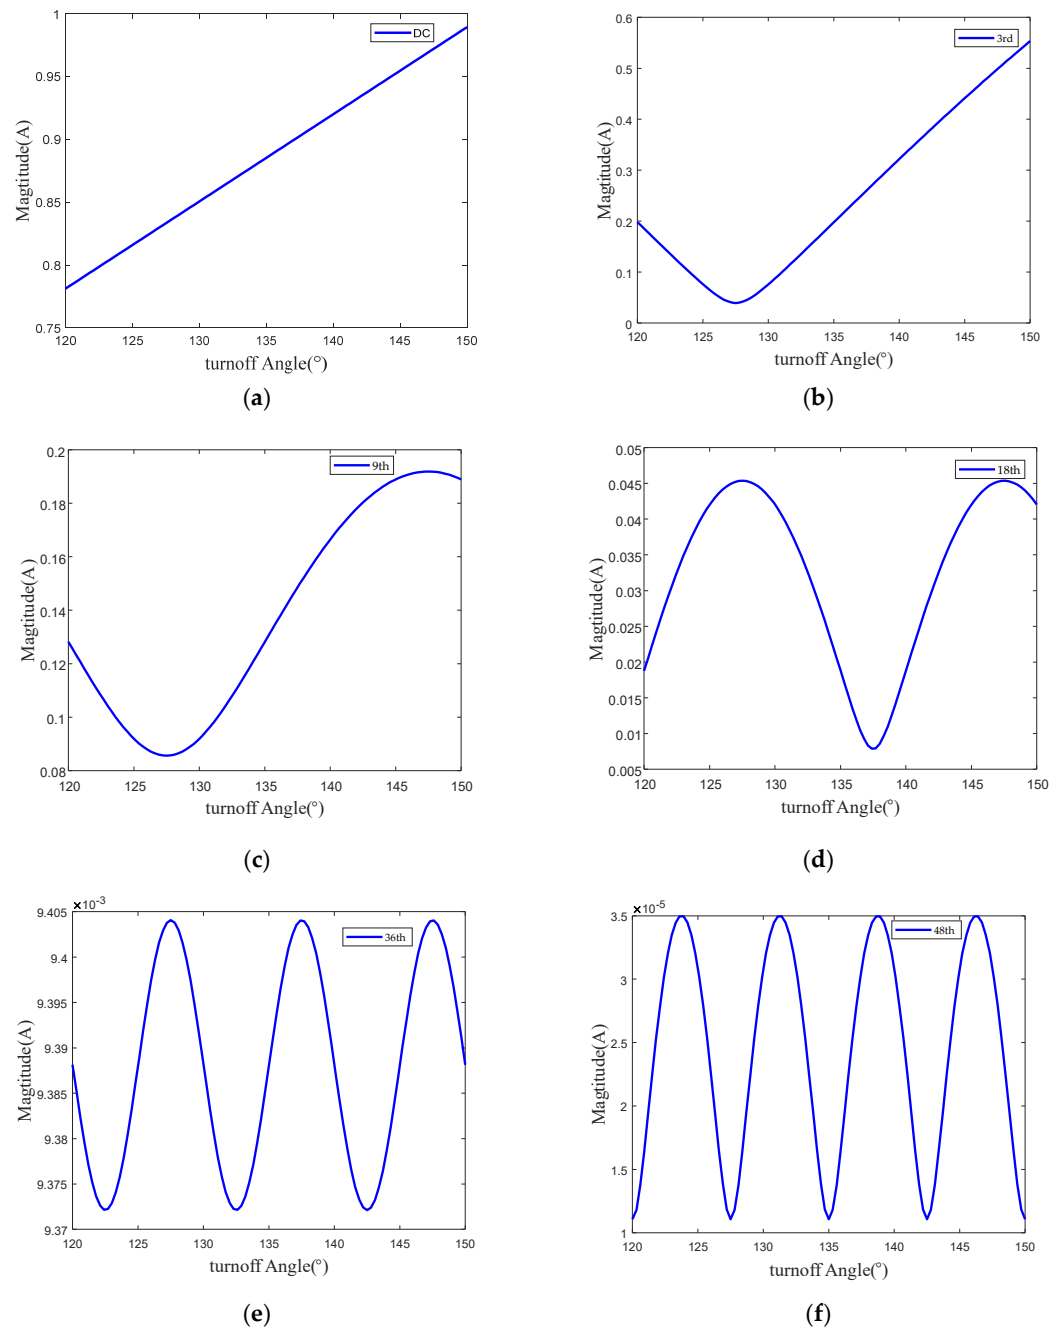 1
0.95
0.9
0.85
0.8
0.75
Magtitude(A)
DC
120 125 130 135 140 145 150
turnoff Angle(°)
(a)
0.6
0.5
0.4
0.3
0.2
0.1
0
Magtitude(A)
3rd
120 125 130 135 140 145 150
turnoff Angle(°)
(b)
0.2
0.18
0.16
0.14
0.12
0.1
0.08
Magtitude(A)
9th
120 125 130 135 140 145 150
turnoff Angle(°)
(c)
0.05
0.045
0.04
0.035
0.03
0.025
0.02
0.015
0.01
0.005
Magtitude(A)
18th
120 125 130 135 140 145 150
turnoff Angle(°)
(d)
×10-3
9.405
9.4
9.395
9.39
9.385
9.38
9.375
9.37
Magtitude(A)
36th
120 125 130 135 140 145 150
turnoff Angle(°)
(e)
×10-5
3.5
3
2.5
2
1.5
1
Magtitude(A)
48th
120 125 130 135 140 145 150
turnoff Angle(°)
(f)